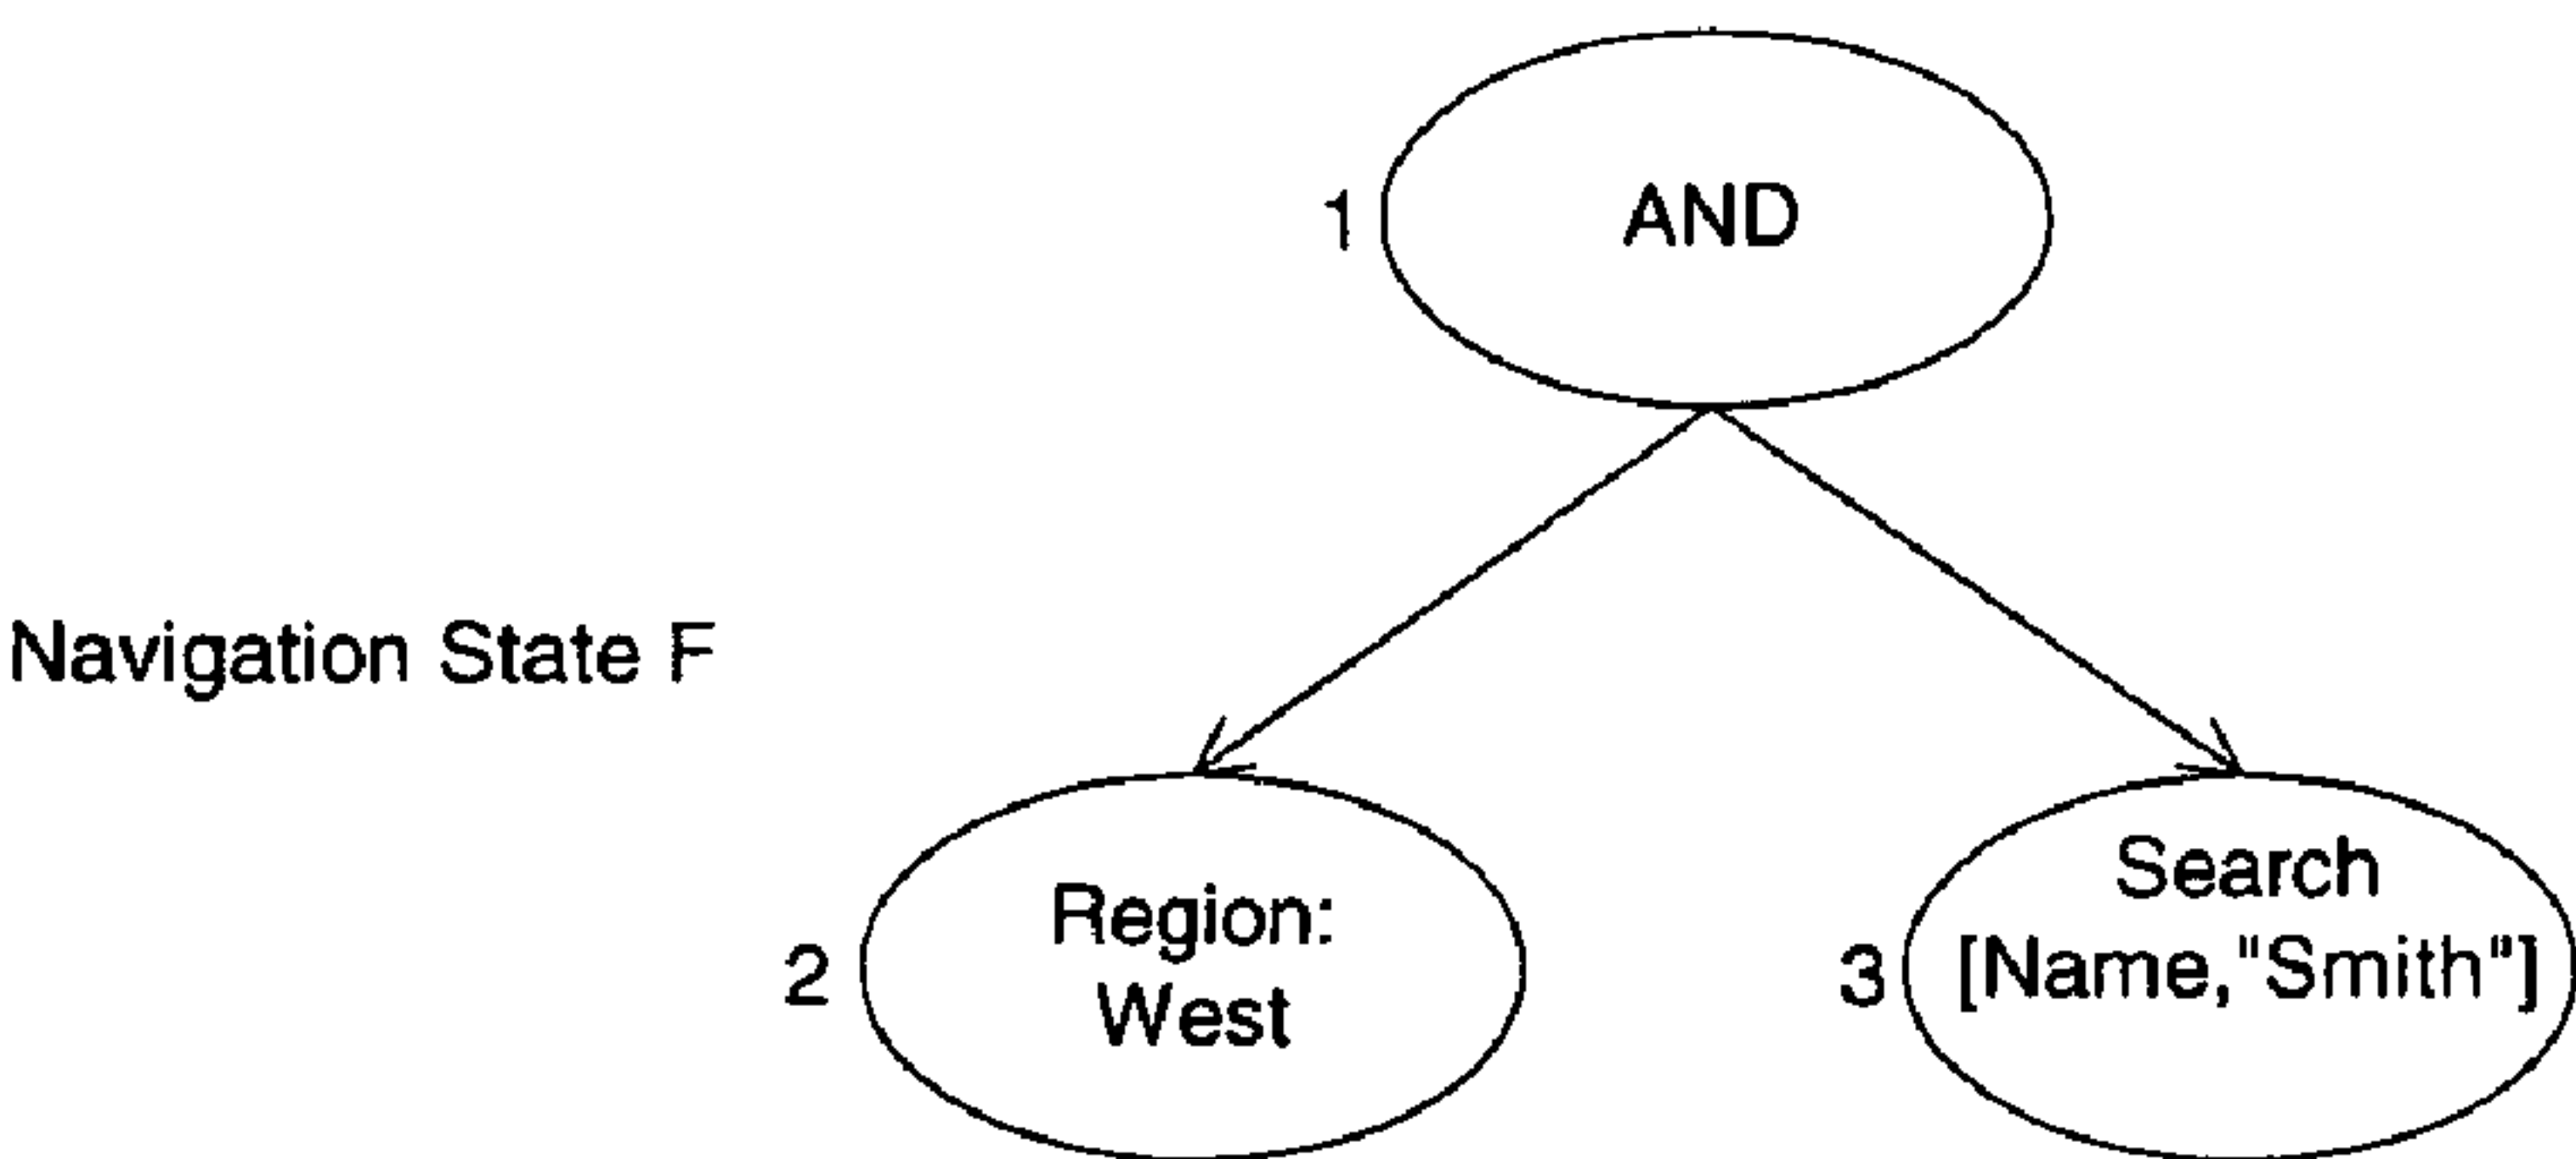 1
AND
Navigation State F
2
Region:
West
3
Search
[Name,"Smith"]